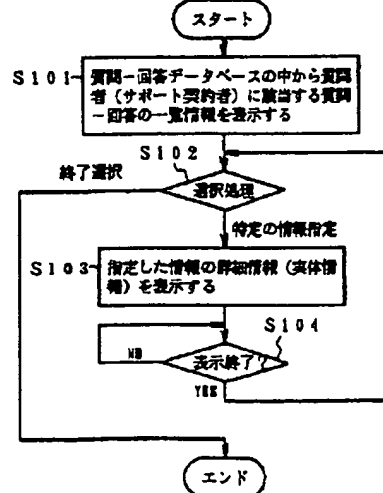 スタート
S101
質問－回答データベースの中から質問
者（サポート契約者）に該当する質問
－回答の一覧情報を表示する
S102
終了選択
選択処理
特定の情報指定
S103
指定した情報の詳細情報（実体情
報）を表示する
S104
表示終了？
NO
YES
エンド